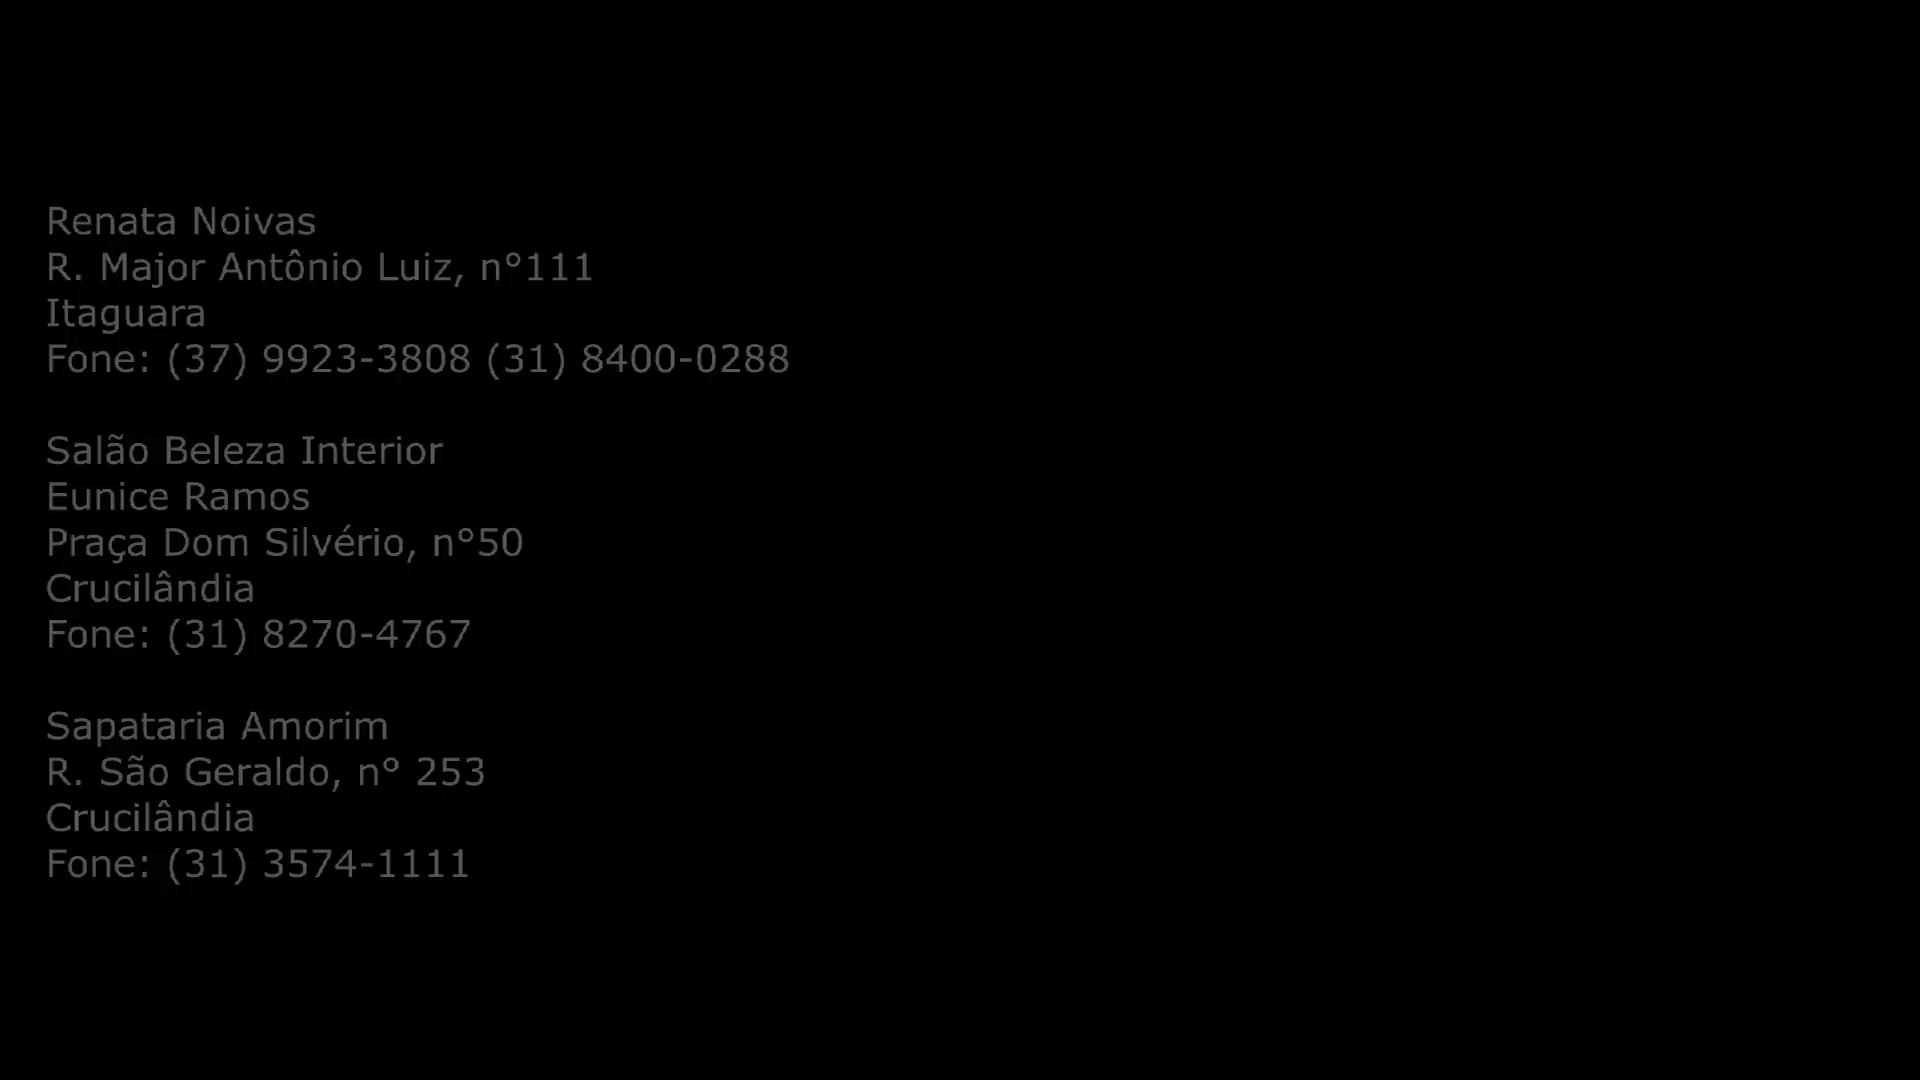 Renata Noivas
R. Major Antônio Luiz, n°111
Itaguara
Fone: (37) 9923-3808 (31) 8400-0288
Salão Beleza Interior
Eunice Ramos
Praça Dom Silvério, n°50
Crucilândia
Fone: (31) 8270-4767
Sapataria Amorim
R. São Geraldo, n° 253
Crucilândia
Fone: (31) 3574-1111